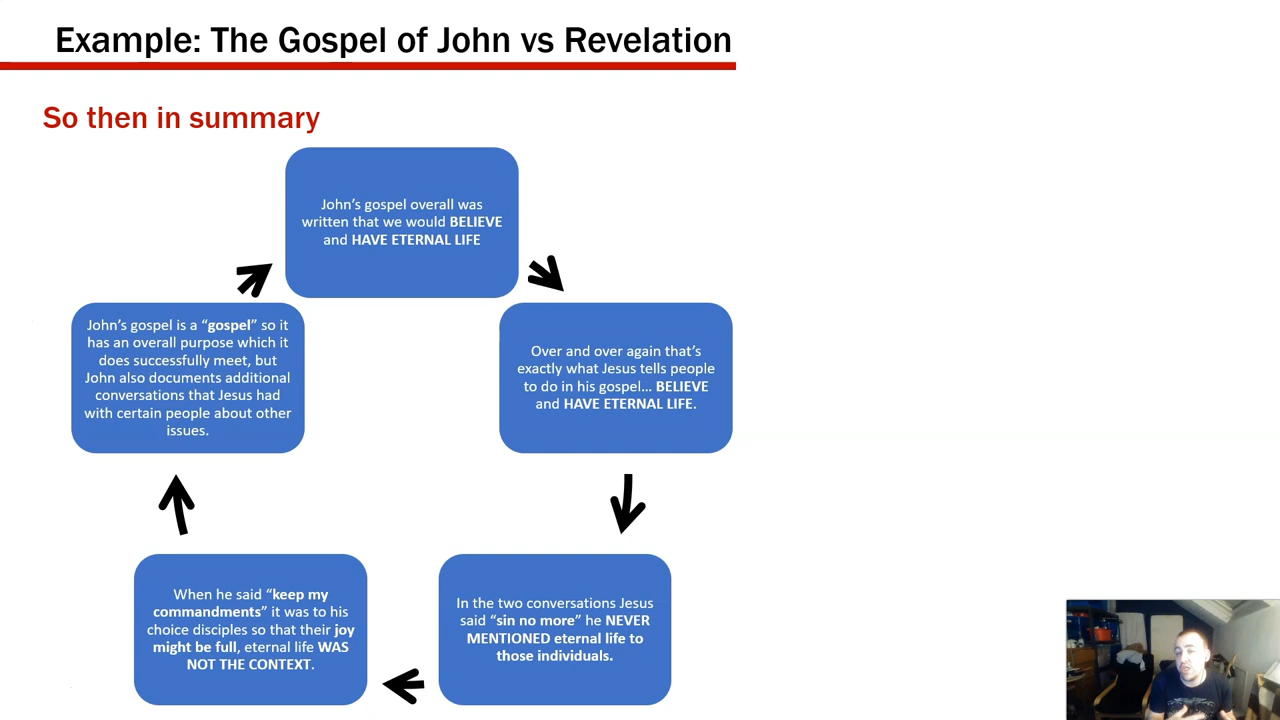 Example: The Gospel of John vs Revelation
So then in summary
John's gospel overall was
written that we would BELIEVE
and HAVE ETERNAL LIFE
Over and over again that's
exactly what Jesus tells people
to do in his gospel... BELIEVE
and HAVE ETERNAL LIFE.
In the two conversations Jesus
said “sin no more” he NEVER
MENTIONED eternal life to
those individuals.
When he said “keep my
commandments” it was to his
choice disciples so that their joy
might be full, eternal life WAS
NOT THE CONTEXT.
John's gospel is a “gospel” so it
has an overall purpose which it
does successfully meet, but
John also documents additional
conversations that Jesus had
with certain people about other
issues.